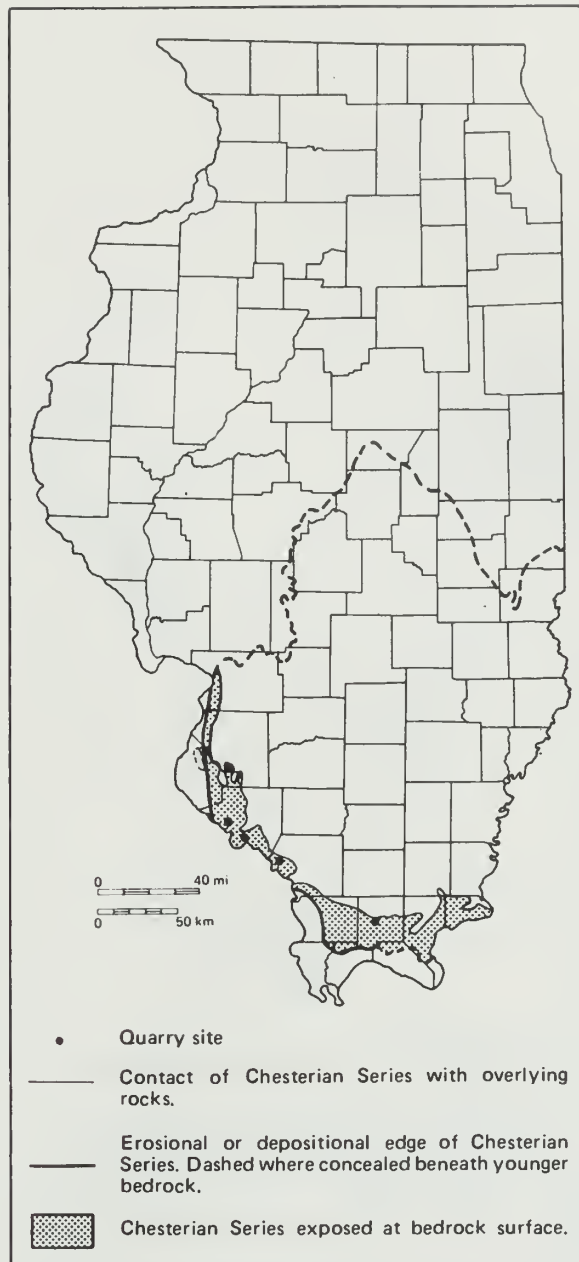 0 40 mi
0 50 km
Quarry site
Contact of Chesterian Series with overlying
rocks.
Erosional or depositional edge of Chesterian
Series. Dashed where concealed beneath younger
bedrock.
Chesterian Series exposed at bedrock surface.